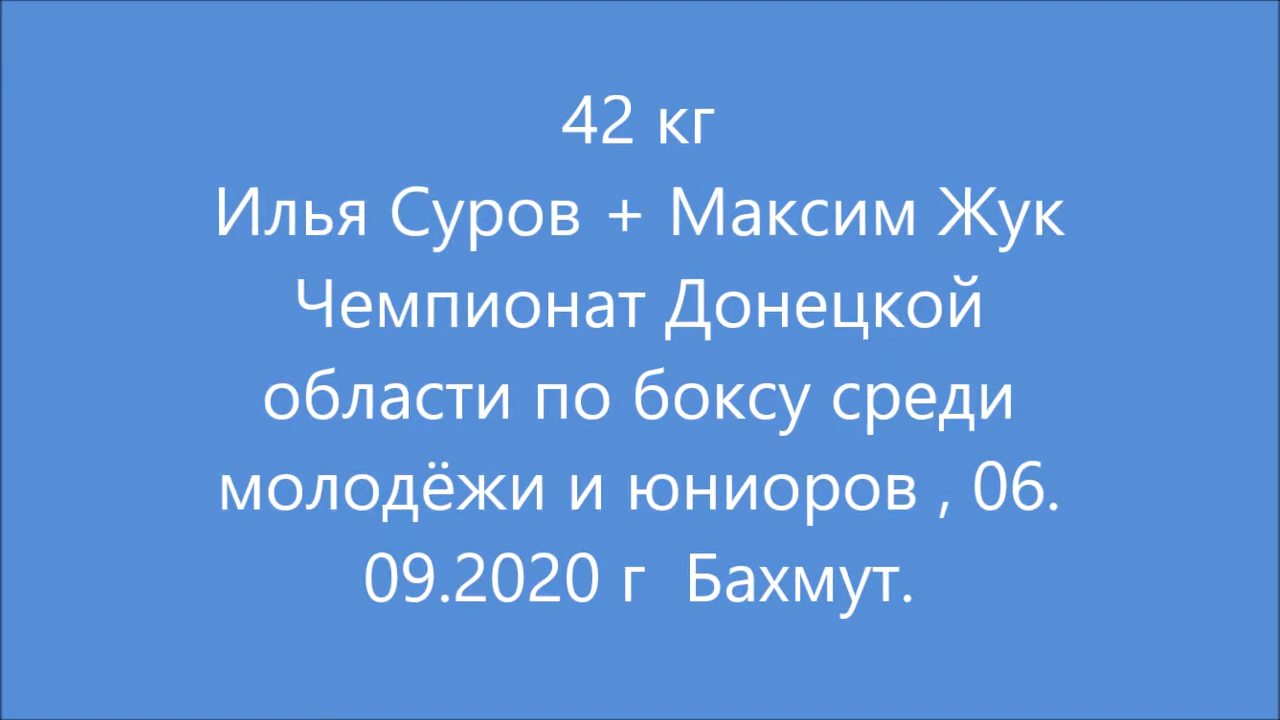 42 кг
Илья Суров + Максим Жук
Чемпионат Донецкой
области по боксу среди
молодёжи и юниоров , 06.
09.2020 г  Бахмут.